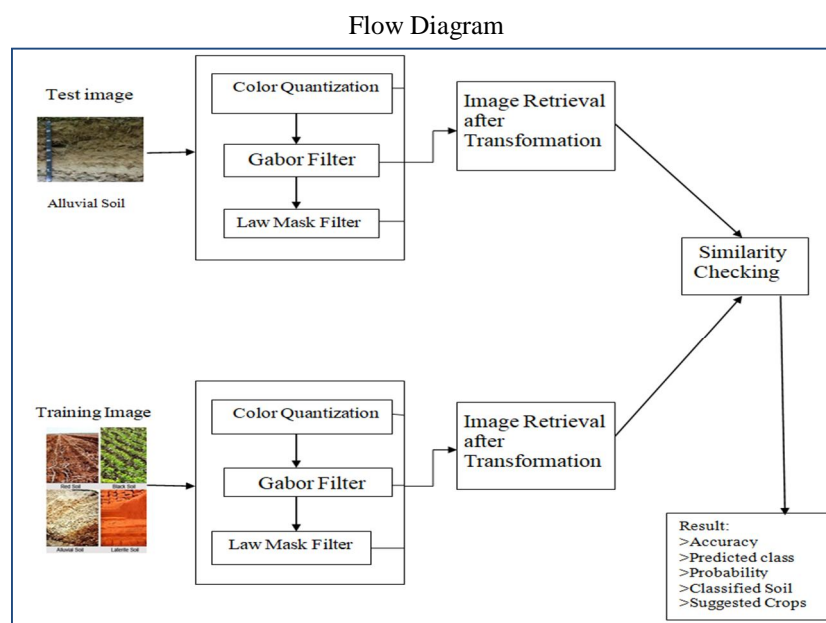 Flow Diagram
Test image
Alluvial Soil
Color Quantization
Gabor Filter
Law Mask Filter
Image Retrieval
after
Transformation
Similarity
Checking
Training Image
Red Soil
Black Soil
Alluvial Soil
Laterite Soil
Color Quantization
Gabor Filter
Law Mask Filter
Image Retrieval
after
Transformation
Result:
>Accuracy
>Predicted class
>Probability
>Classified Soil
>Suggested Crops